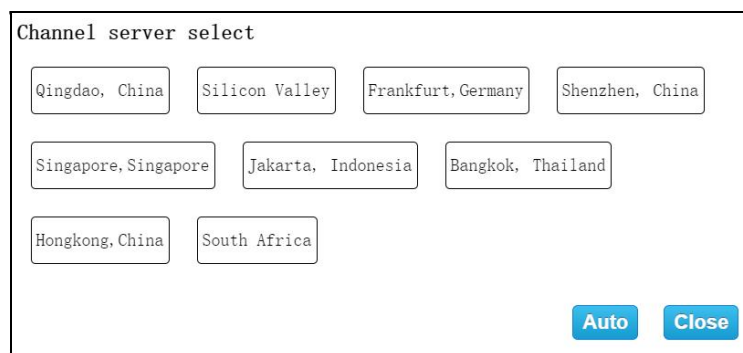 Channel server select
Qingdao, China Silicon Valley Frankfurt,Germany Shenzhen, China
Singapore,Singapore Jakarta, Indonesia Bangkok, Thailand
Hongkong,China South Africa
Auto Close